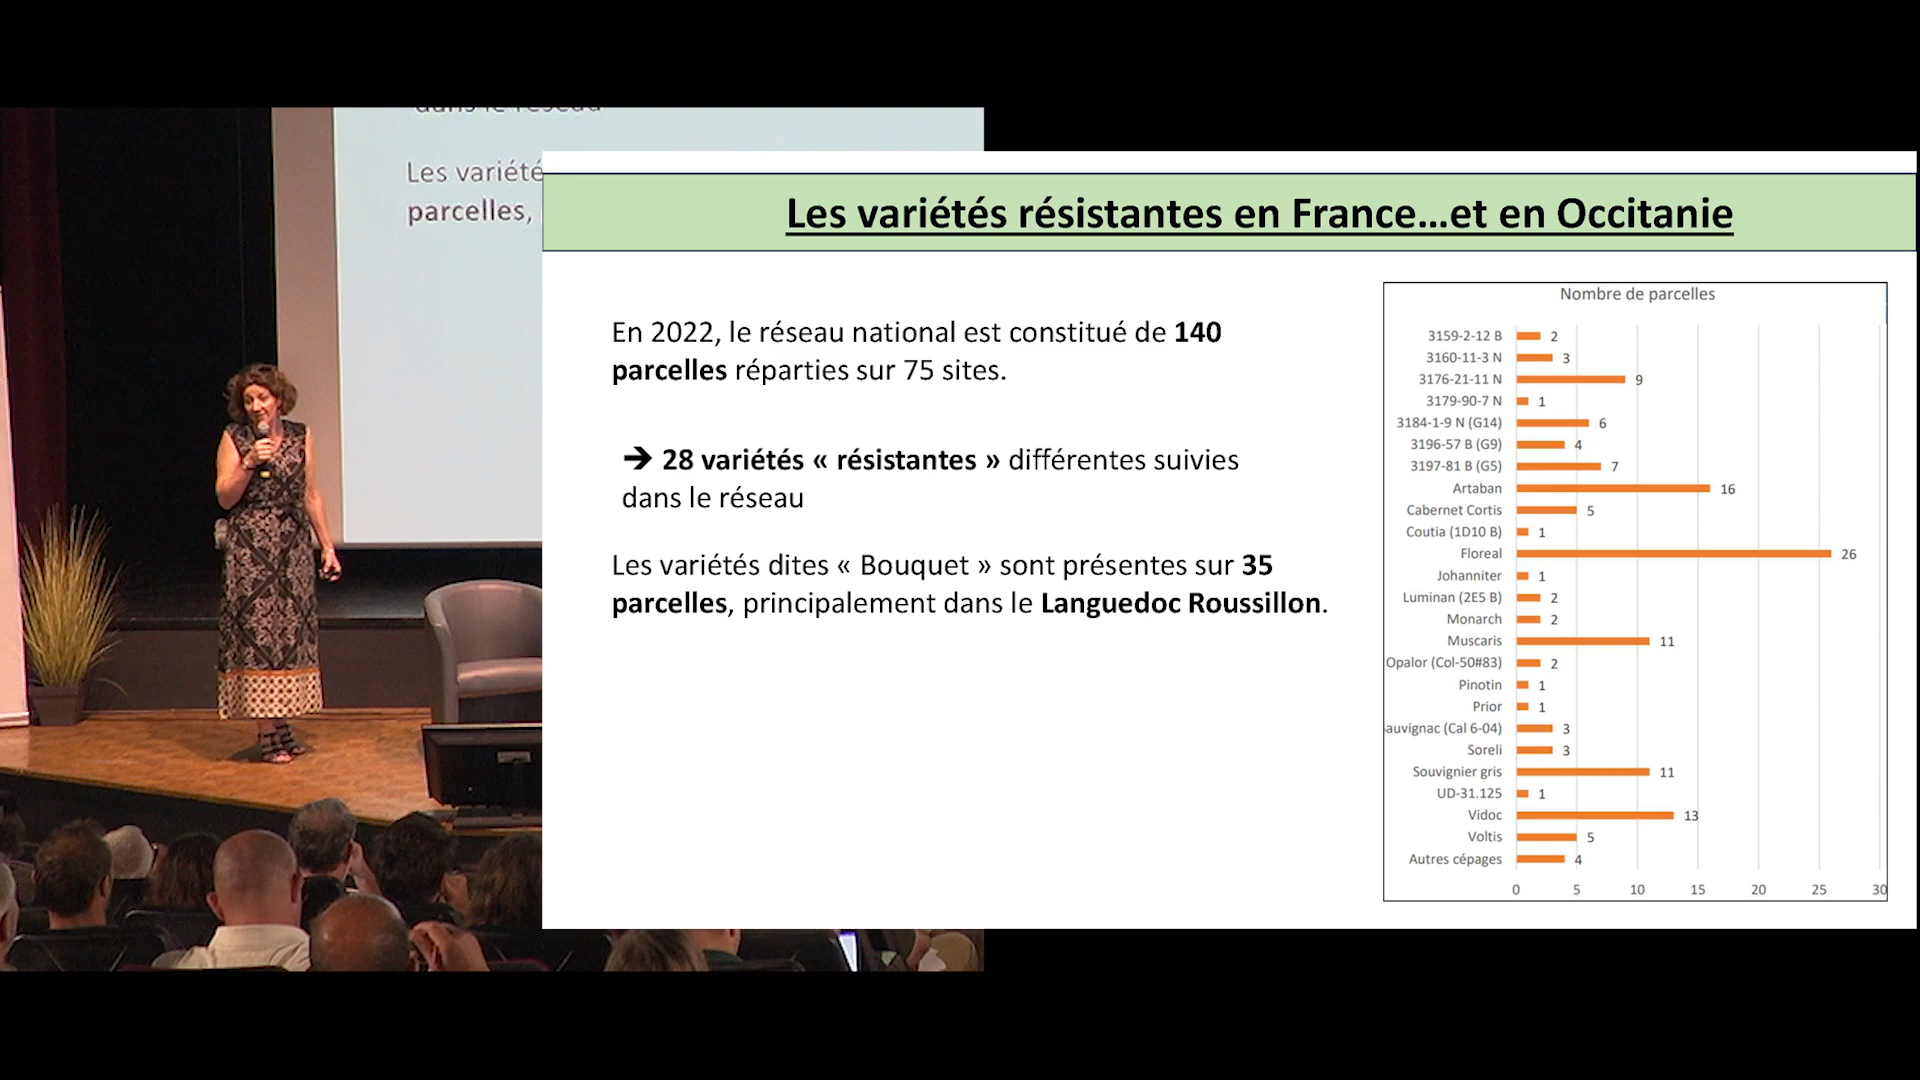 dans le réseau
Les variété
parcelles,
Les variétés résistantes en France...et en Occitanie
En 2022, le réseau national est constitué de 140
parcelles réparties sur 75 sites.
➔ 28 variétés « résistantes » différentes suivies
dans le réseau
Les variétés dites « Bouquet » sont présentes sur 35
parcelles, principalement dans le Languedoc Roussillon.
Nombre de parcelles
3159-2-12 B 2
3160-11-3 N 3
3176-21-11 N 9
3179-90-7 N 1
3184-1-9 N (G14) 6
3196-57 B (G9) 4
3197-81 B (G5) 7
Artaban 16
Cabernet Cortis 5
Coutia (1D10 B) 1
Floreal 26
Johanniter 1
Luminan (2E5 B) 2
Monarch 2
Muscaris 11
Opalor (Col-50#83) 2
Pinotin 1
Prior 1
auvignac (Cal 6-04) 3
Soreli 3
Souvignier gris 11
UD-31.125 1
Vidoc 13
Voltis 5
Autres cépages 4
0 5 10 15 20 25 30